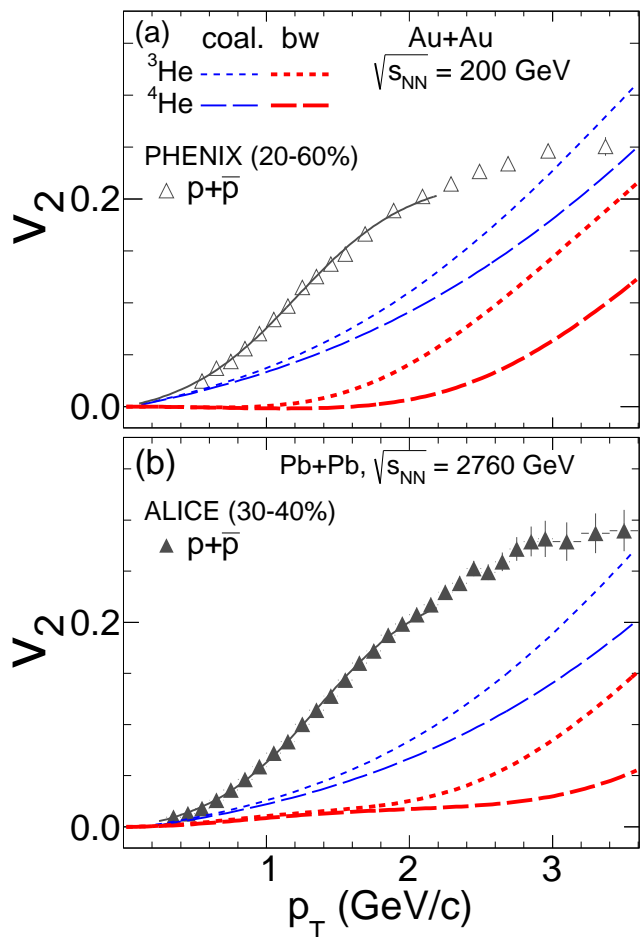 (a) coal. bw Au+Au
³He √s_NN = 200 GeV
⁴He
PHENIX (20-60%)
p+p̅
0.2
v₂
0.0
(b) Pb+Pb, √s_NN = 2760 GeV
ALICE (30-40%)
p+p̅
0.2
v₂
0.0
1 2 3
p_T (GeV/c)